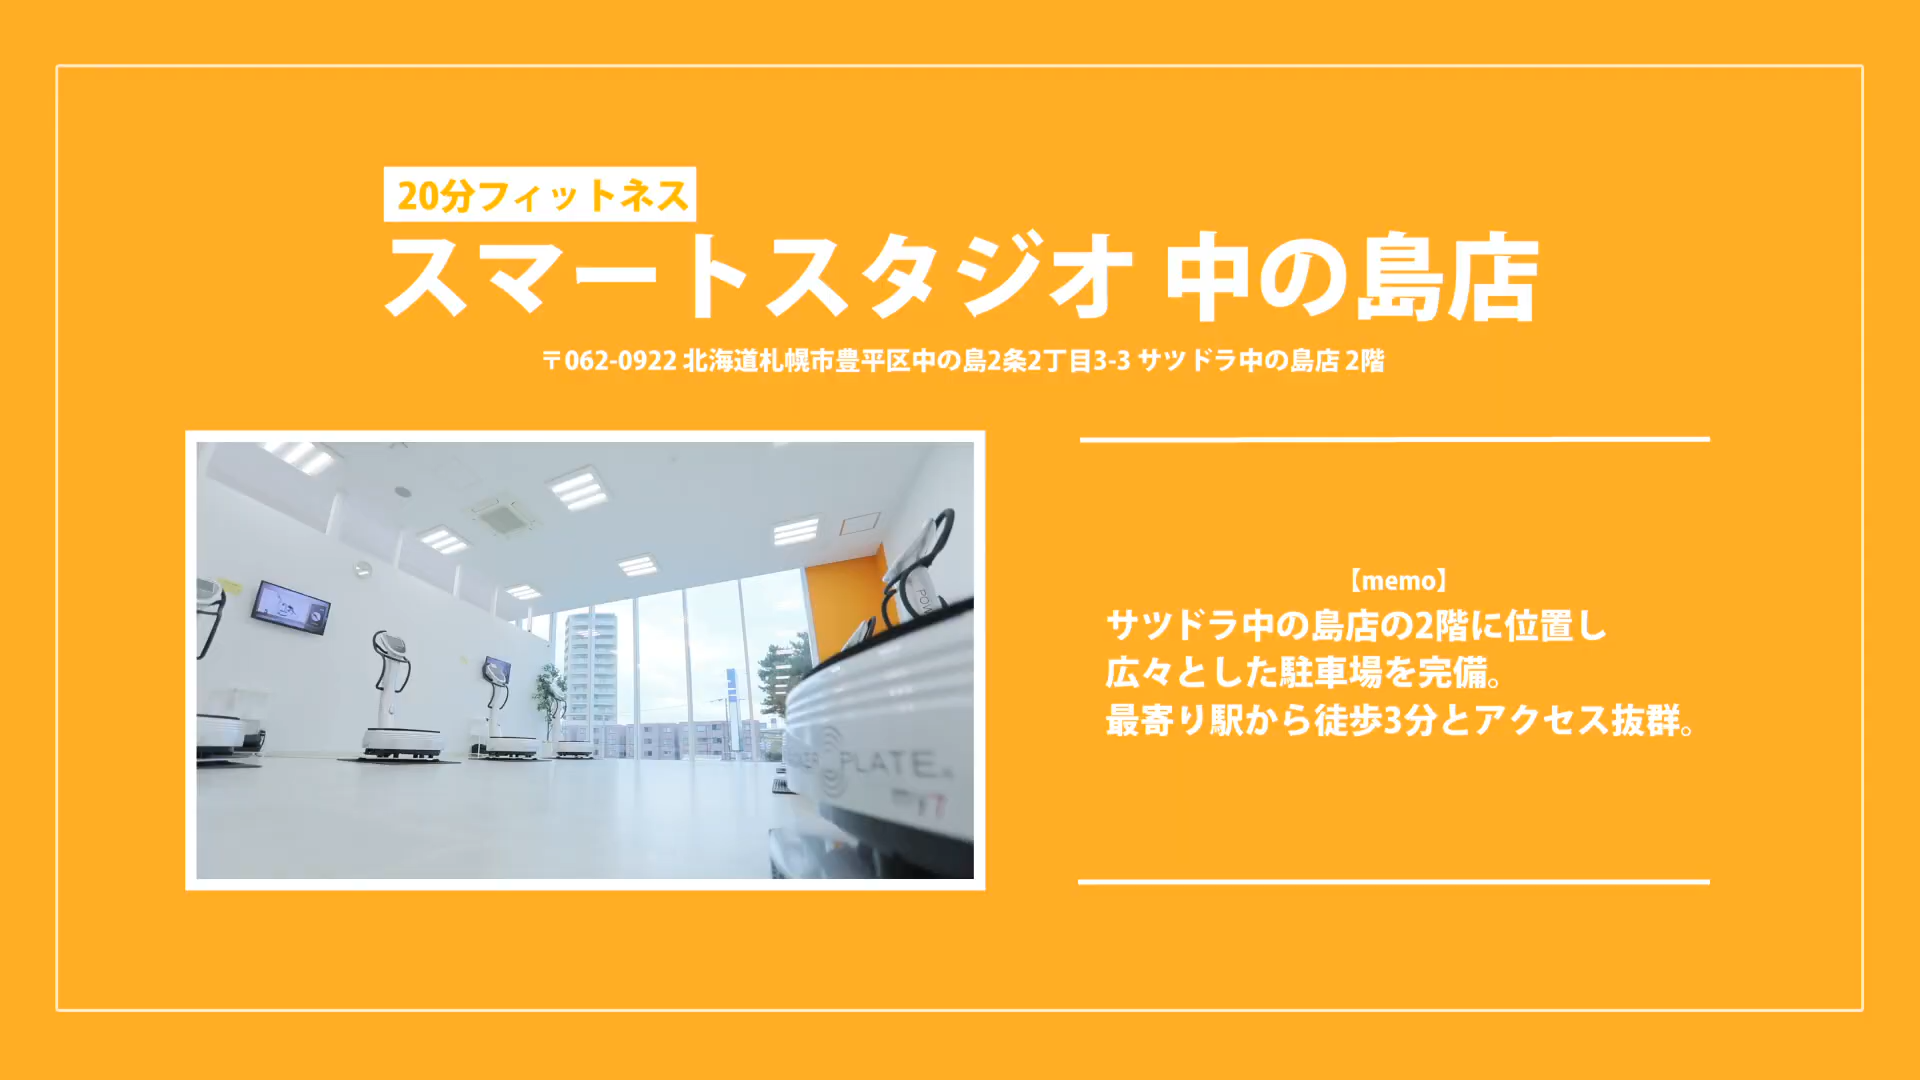 20分フィットネス
スマートスタジオ 中の島店
〒062-0922 北海道札幌市豊平区中の島2条2丁目3-3 サツドラ中の島店 2階
【memo】
サツドラ中の島店の2階に位置し
広々とした駐車場を完備。
最寄り駅から徒歩3分とアクセス抜群。
POW
PLATE